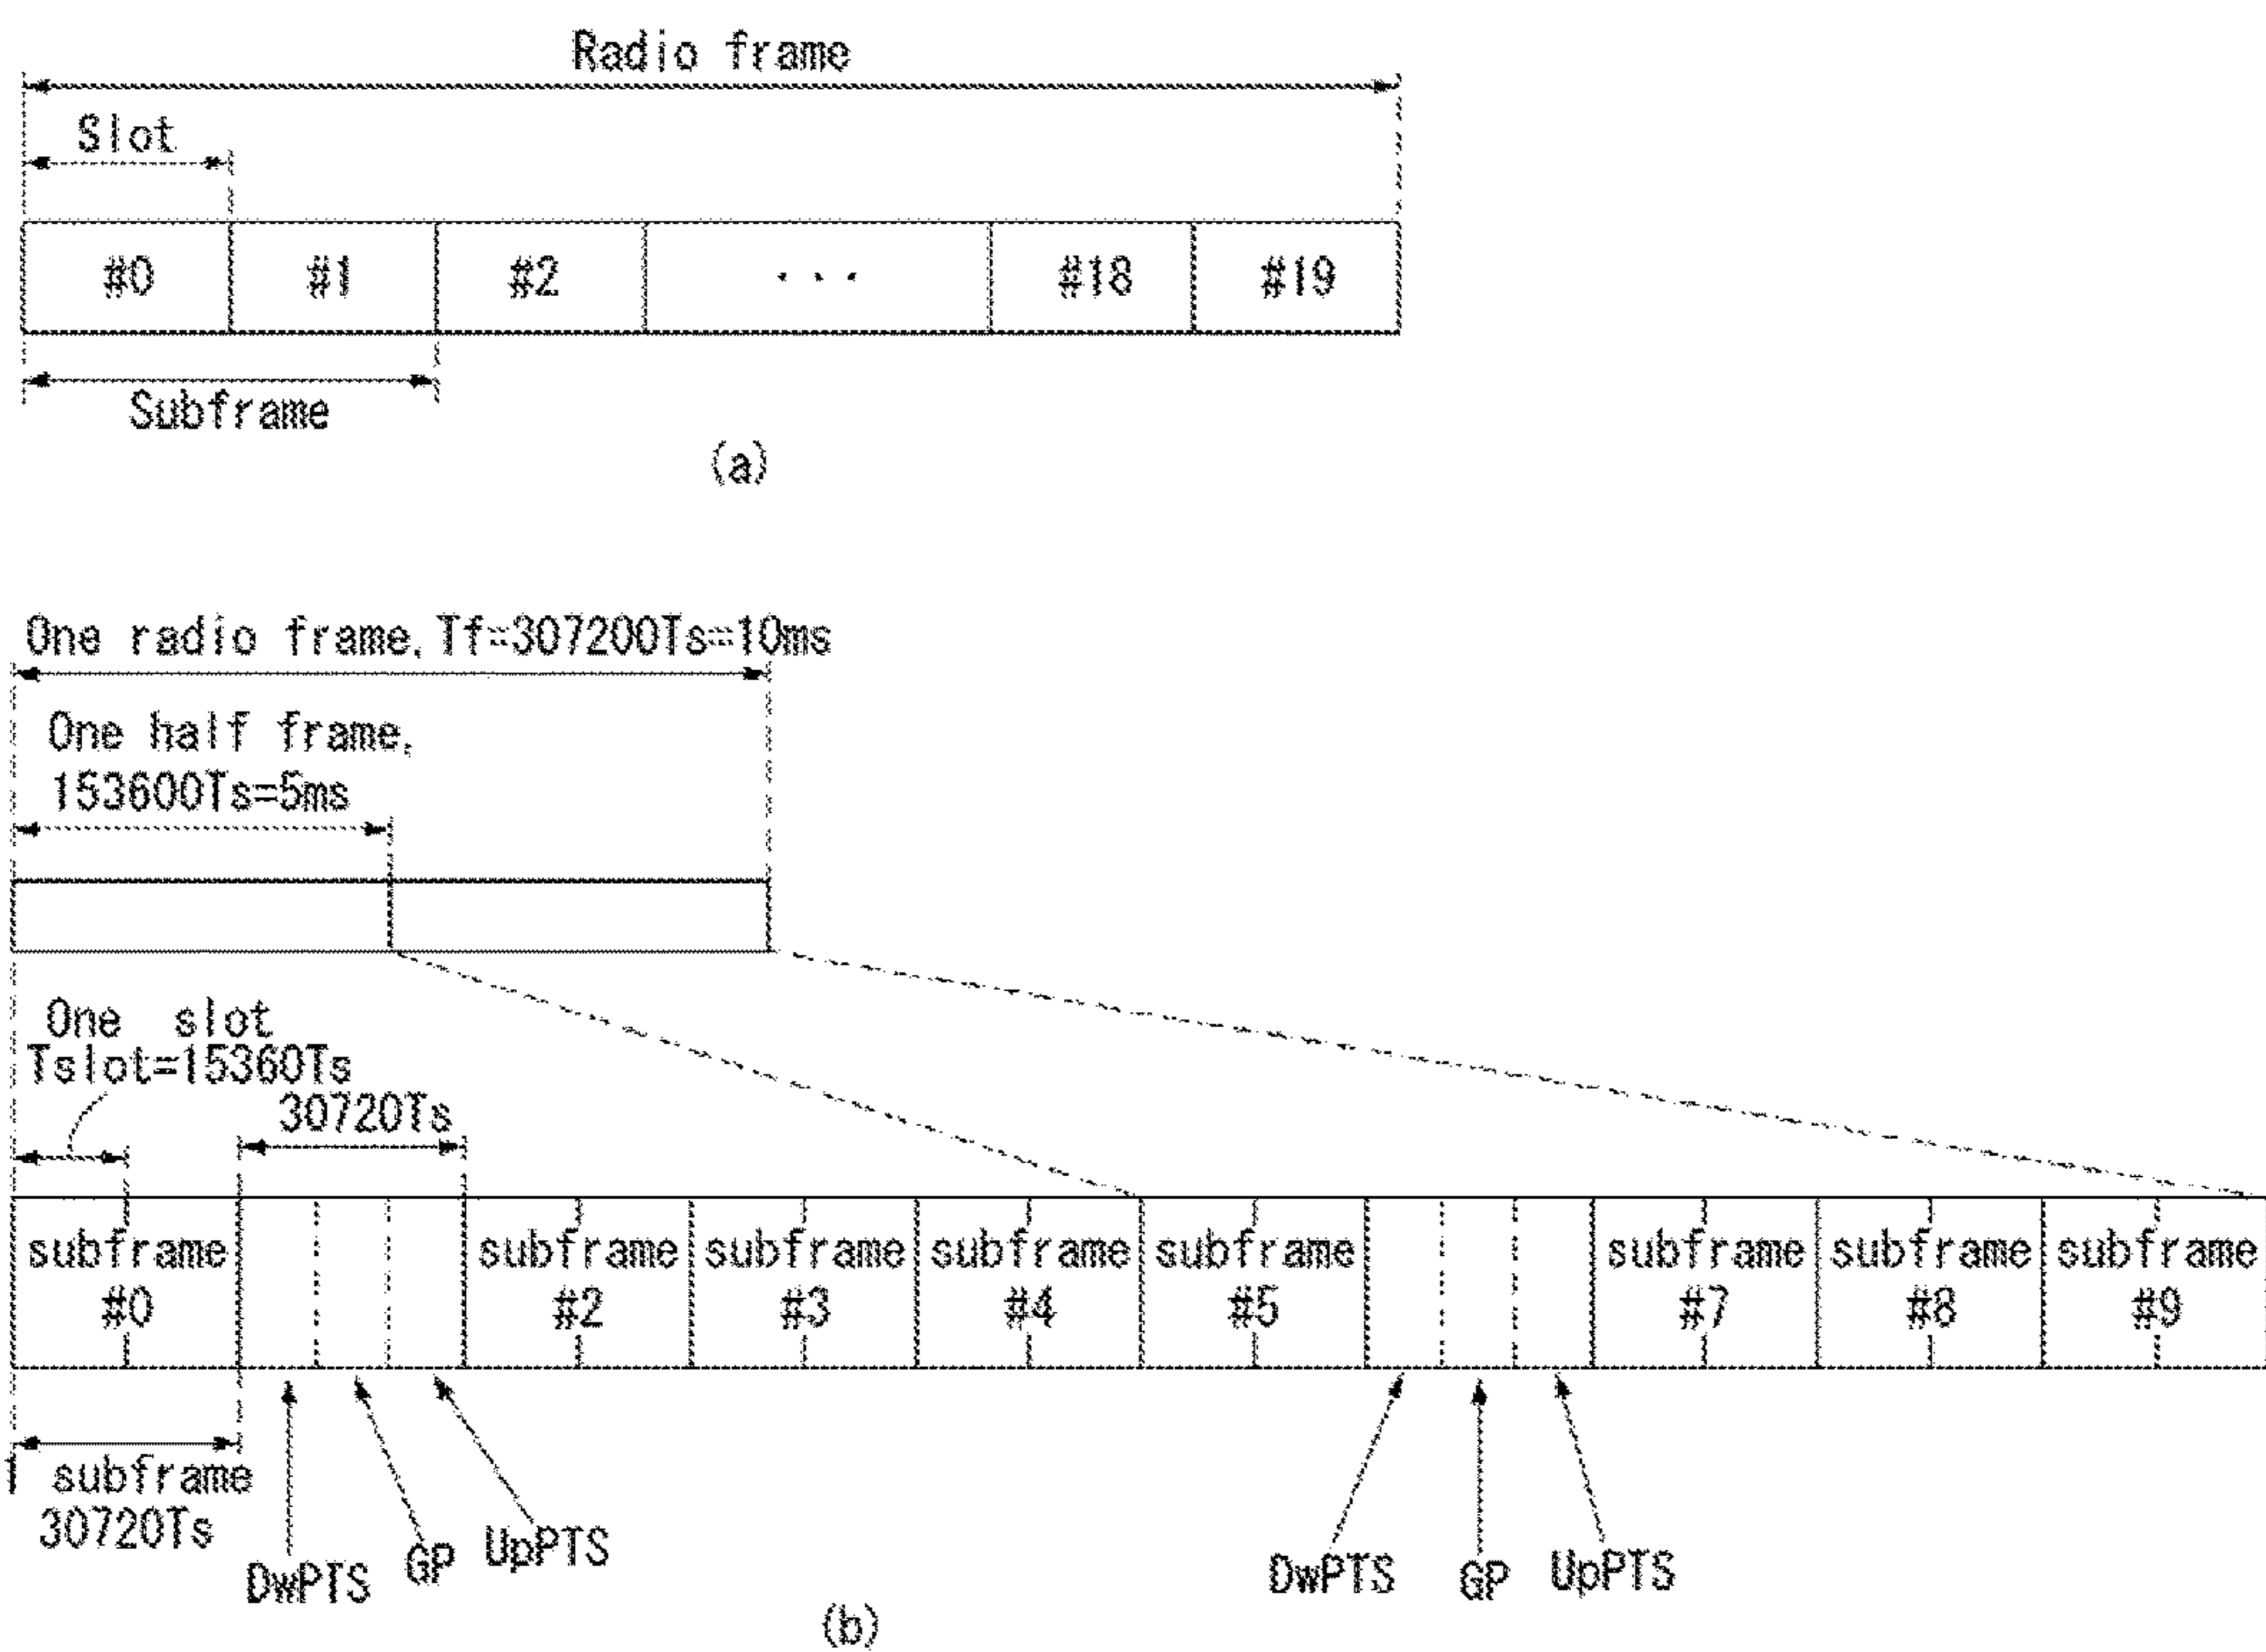 Radio frame
Slot
#0 #1 #2 ... #18 #19
Subframe
(a)
One radio frame, Tf=307200Ts=10ms
One half frame,
153600Ts=5ms
One slot
Tslot=15360Ts
30720Ts
subframe subframe subframe subframe subframe subframe subframe subframe
#0 #2 #3 #4 #5 #7 #8 #9
1 subframe
30720Ts
DwPTS GP UpPTS DwPTS GP UpPTS
(b)